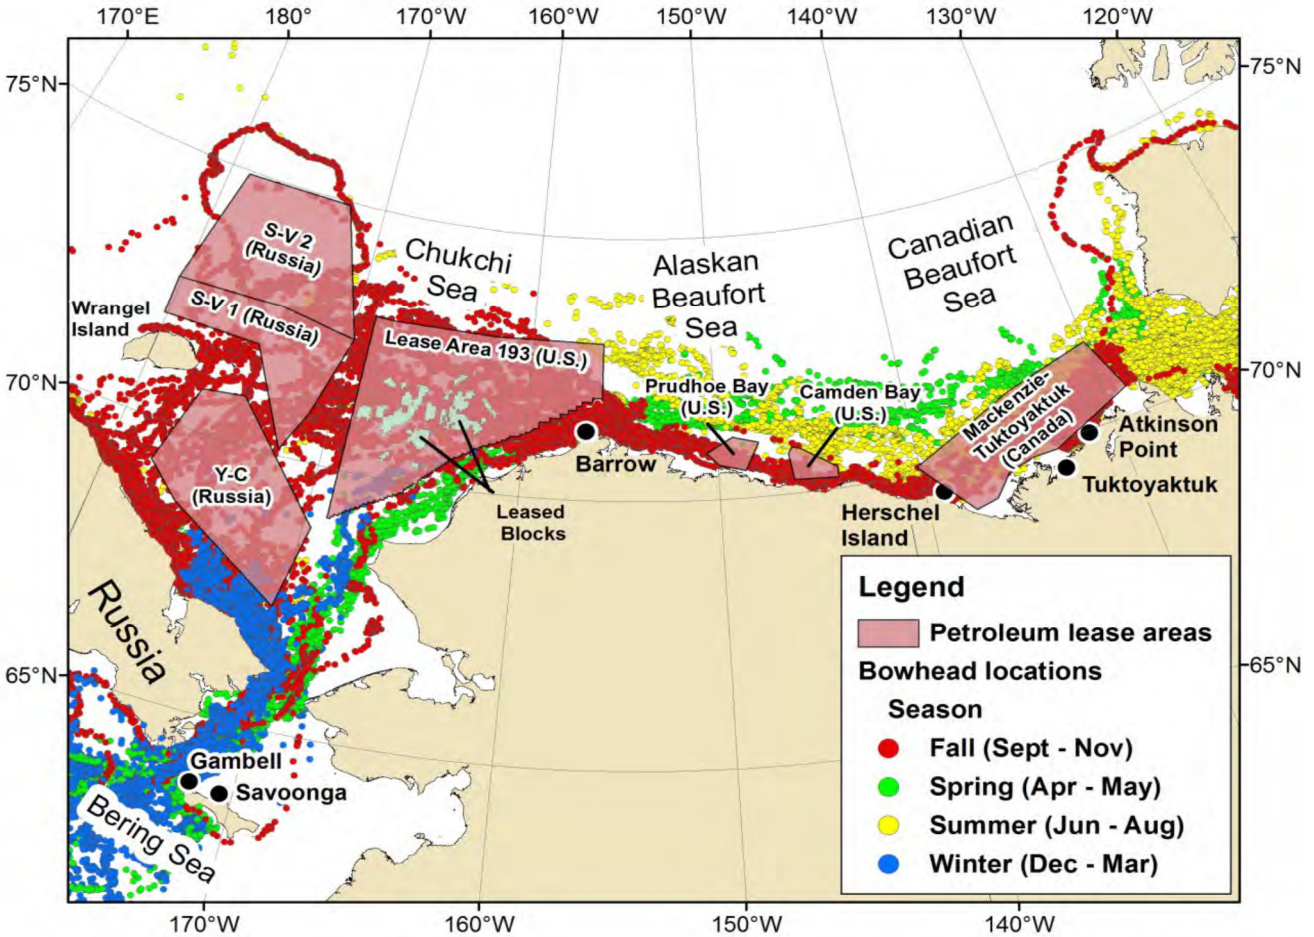 170°E 180° 170°W 160°W 150°W 140°W 130°W 120°W
75°N 75°N
S-V 2
(Russia)
Chukchi
Sea
Alaskan
Beaufort
Sea
Canadian
Beaufort
Sea
Wrangel
Island
S-V 1 (Russia)
Lease Area 193 (U.S.)
70°N 70°N
Prudhoe Bay
(U.S.)
Camden Bay
(U.S.)
Mackenzie-
Tuktoyaktuk
(Canada)
Y-C
(Russia)
Barrow
Atkinson
Point
Tuktoyaktuk
Leased
Blocks
Herschel
Island
Russia
65°N 65°N
Gambell
Savoonga
Bering Sea
Legend
Petroleum lease areas
Bowhead locations
Season
Fall (Sept - Nov)
Spring (Apr - May)
Summer (Jun - Aug)
Winter (Dec - Mar)
170°W 160°W 150°W 140°W